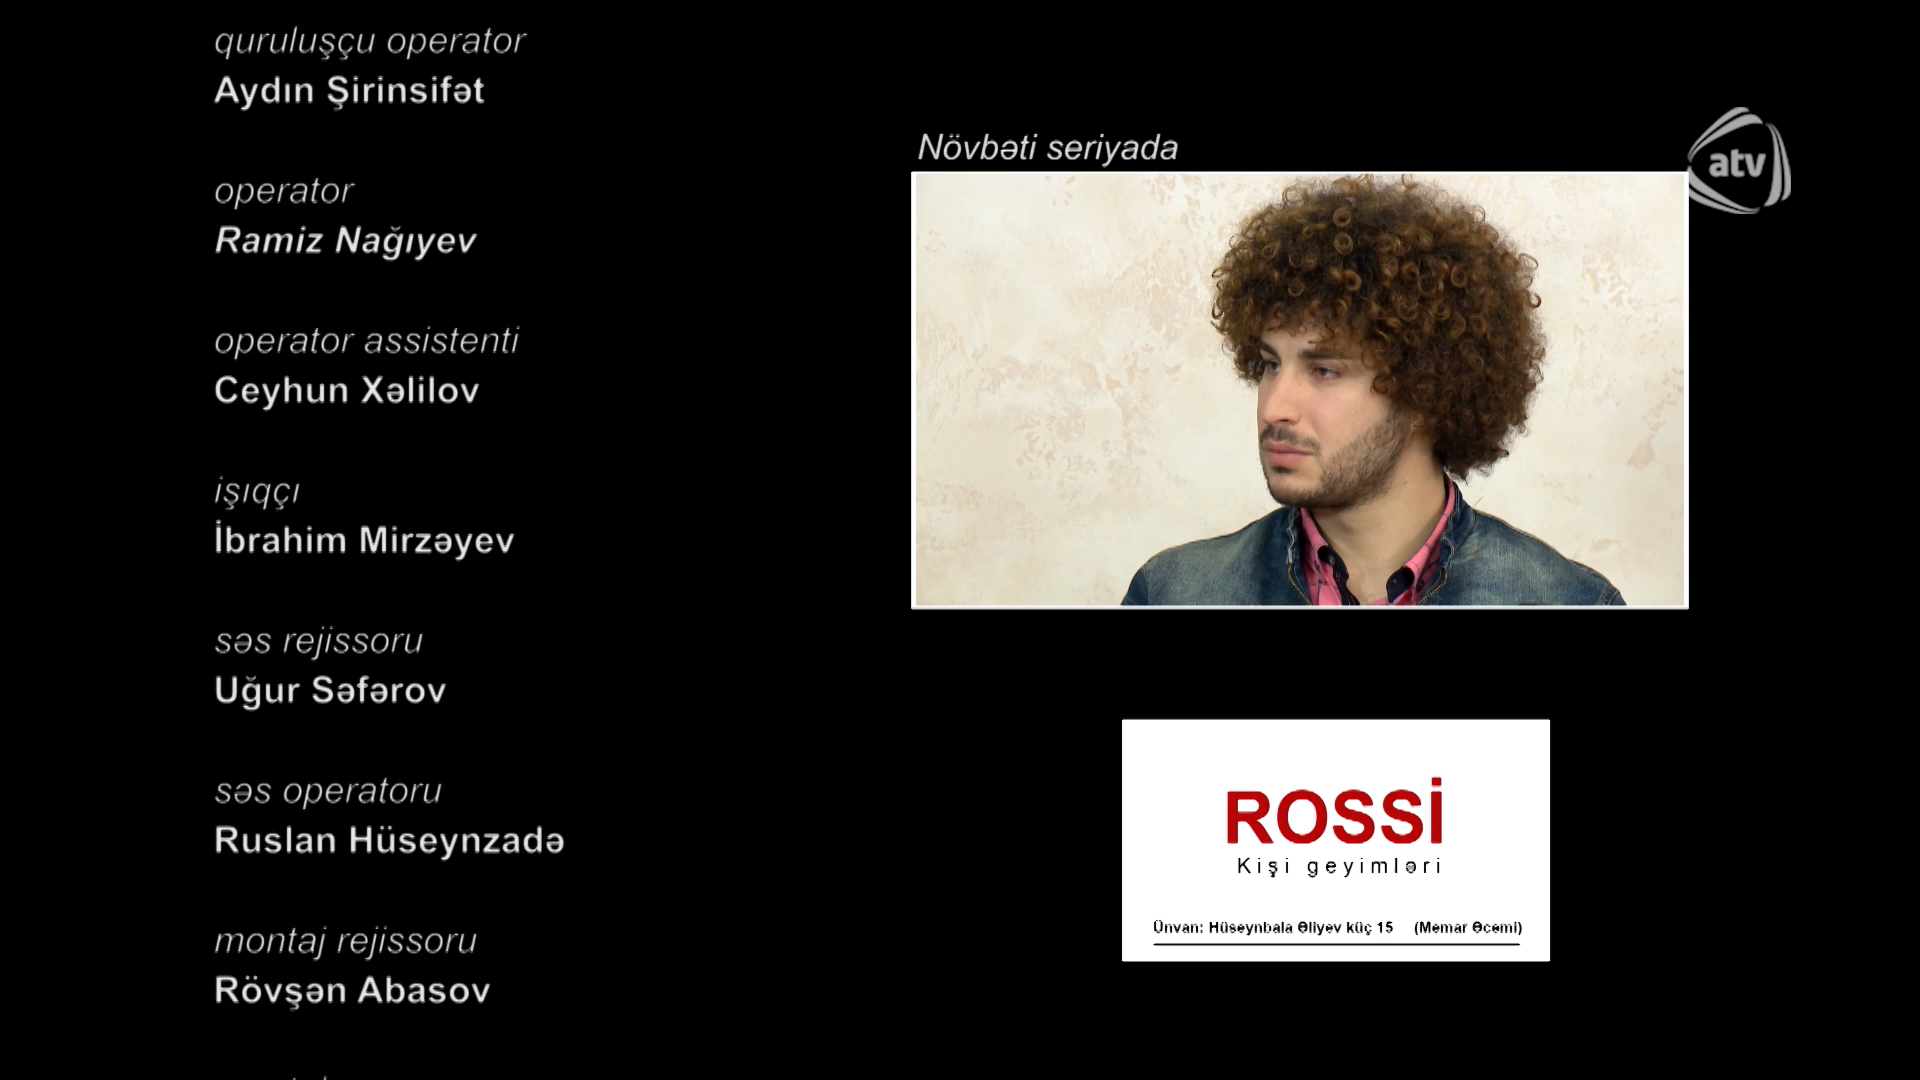 quruluşçu operator
Aydın Şirinsifət
operator
Ramiz Nağıyev
operator assistenti
Ceyhun Xəlilov
işıqçı
İbrahim Mirzəyev
səs rejissoru
Uğur Səfərov
səs operatoru
Ruslan Hüseynzadə
montaj rejissoru
Rövşən Abasov
Növbəti seriyada
atv
ROSSİ
Kişi geyimləri
Ünvan: Hüseynbala Əliyev küç 15 (Memar Əcemi)